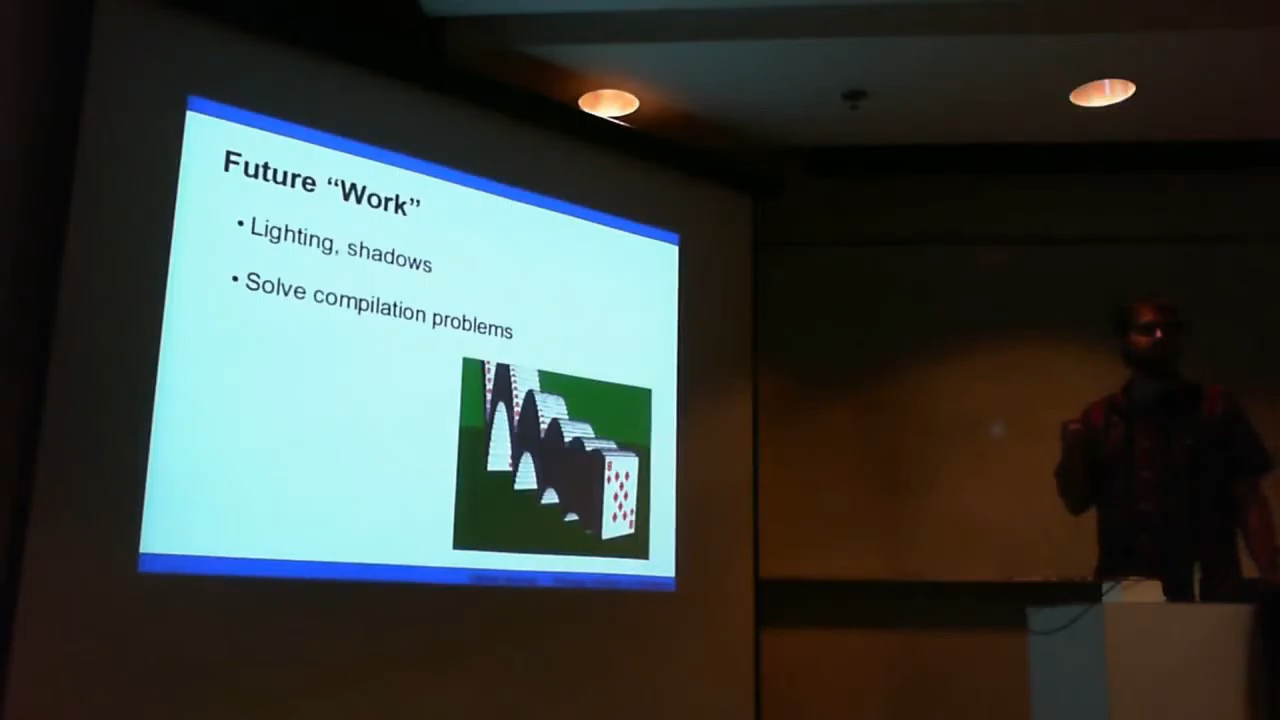 Future “Work”
• Lighting, shadows
• Solve compilation problems